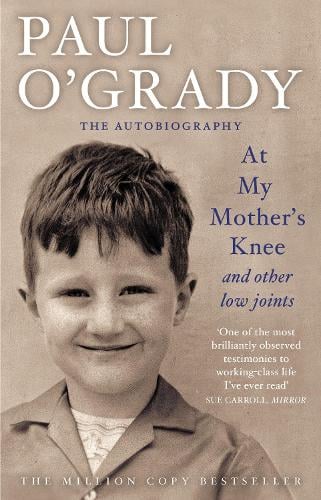 PAUL
O'GRADY
THE AUTOBIOGRAPHY
At
My
Mother's
Knee
and other
low joints
'One of the most
brilliantly observed
testimonies to
working-class life
I've ever read'
SUE CARROLL, MIRROR
THE MILLION COPY BESTSELLER